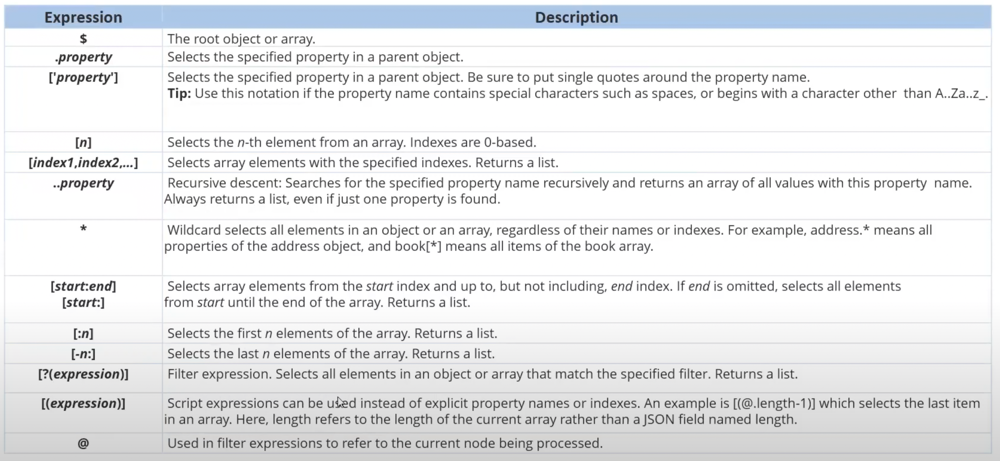 Expression Description
$ The root object or array.
.property Selects the specified property in a parent object.
['property'] Selects the specified property in a parent object. Be sure to put single quotes around the property name.
Tip: Use this notation if the property name contains special characters such as spaces, or begins with a character other than A..Za..z_.
[n] Selects the n-th element from an array. Indexes are 0-based.
[index1,index2,...] Selects array elements with the specified indexes. Returns a list.
..property Recursive descent: Searches for the specified property name recursively and returns an array of all values with this property name.
Always returns a list, even if just one property is found.
* Wildcard selects all elements in an object or an array, regardless of their names or indexes. For example, address.* means all
properties of the address object, and book[*] means all items of the book array.
[start:end] Selects array elements from the start index and up to, but not including, end index. If end is omitted, selects all elements
[start:] from start until the end of the array. Returns a list.
[:n] Selects the first n elements of the array. Returns a list.
[-n:] Selects the last n elements of the array. Returns a list.
[?(expression)] Filter expression. Selects all elements in an object or array that match the specified filter. Returns a list.
[(expression)] Script expressions can be used instead of explicit property names or indexes. An example is [(@.length-1)] which selects the last item
in an array. Here, length refers to the length of the current array rather than a JSON field named length.
@ Used in filter expressions to refer to the current node being processed.